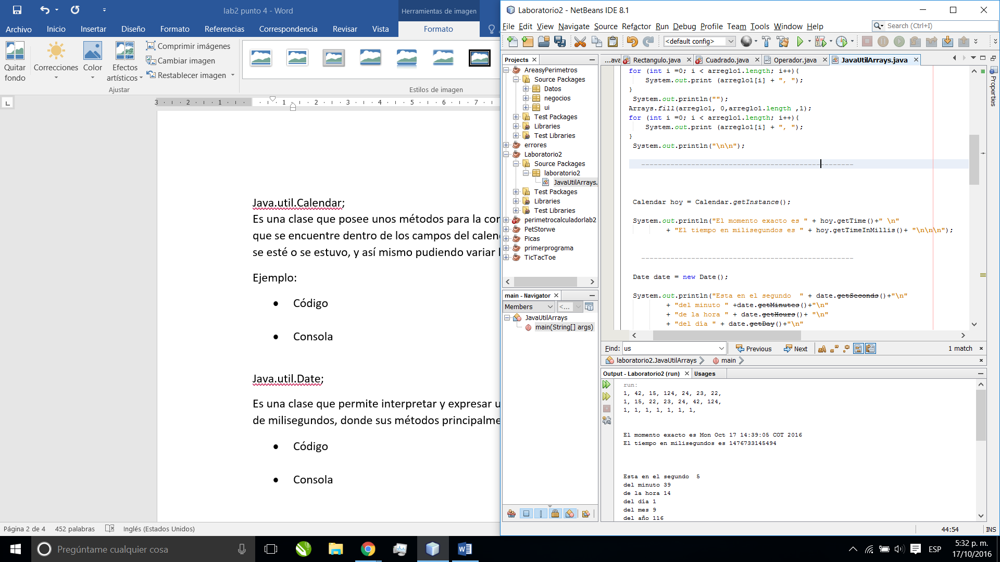 lab2 punto 4 - Word
Herramientas de imagen
Archivo
Inicio
Insertar
Diseño
Formato
Referencias
Correspondencia
Revisar
Vista
Formato
Quitar
fondo
Correcciones
Color
Efectos
artísticos
Comprimir imágenes
Cambiar imagen
Restablecer imagen
Ajustar
Estilos de imagen
3 2 1 1 2 3 4 5 6 7
Java.util.Calendar;
Es una clase que posee unos métodos para la
que se encuentre dentro de los campos del
se esté o se estuvo, y así mismo pudiendo variar
Ejemplo:
• Código
• Consola
Java.util.Date;
Es una clase que permite interpretar y expresar
de milisegundos, donde sus métodos
• Código
• Consola
Página 2 de 4
452 palabras
Inglés (Estados Unidos)
Laboratorio2 - NetBeans IDE 8.1
File Edit View Navigate Source Refactor Run Debug Profile Team Tools Window Help
Search (Ctrl+I)
<default config>
Projects
AreasyPerimetros
Source Packages
Datos
negocios
ui
Test Packages
Libraries
Test Libraries
errores
Laboratorio2
Source Packages
laboratorio2
JavaUtilArrays.
Test Packages
Libraries
Test Libraries
perimetrocalculadorlab2
PetStorwe
Picas
primerprograma
TicTacToe
main - Navigator
Members
<...
JavaUtilArrays
main(String[] args)
...ava
Rectangulo.java
Cuadrado.java
Operador.java
JavaUtilArrays.java
for (int i =0; i < arreglo1.length; i++){
System.out.print (arreglo1[i] + ", ");
}
System.out.println("");
Arrays.fill(arreglo1, 0,arreglo1.length ,1);
for (int i =0; i < arreglo1.length; i++){
System.out.print (arreglo1[i] + ", ");
}
System.out.println("\n\n");
---------------------------------------------------
Calendar hoy = Calendar.getInstance();
System.out.println("El momento exacto es " + hoy.getTime()+" \n"
+ "El tiempo en milisegundos es " + hoy.getTimeInMillis()+ "\n\n\n");
---------------------------------------------------
Date date = new Date();
System.out.println("Esta en el segundo  " + date.getSeconds()+"\n"
+ "del minuto " +date.getMinutes()+"\n"
+ "de la hora " + date.getHours()+ "\n"
+ "del día " + date.getDay()+"\n"
Properties
Find: us
Previous
Next
1 match
laboratorio2.JavaUtilArrays
main
Output - Laboratorio2 (run)
Usages
run:
1, 42, 15, 124, 24, 23, 22,
1, 15, 22, 23, 24, 42, 124,
1, 1, 1, 1, 1, 1, 1,
El momento exacto es Mon Oct 17 14:39:05 COT 2016
El tiempo en milisegundos es 1476733145494
Esta en el segundo  5
del minuto 39
de la hora 14
del día 1
del mes 9
del año 116
44:54
INS
Pregúntame cualquier cosa
ESP
5:32 p. m.
17/10/2016